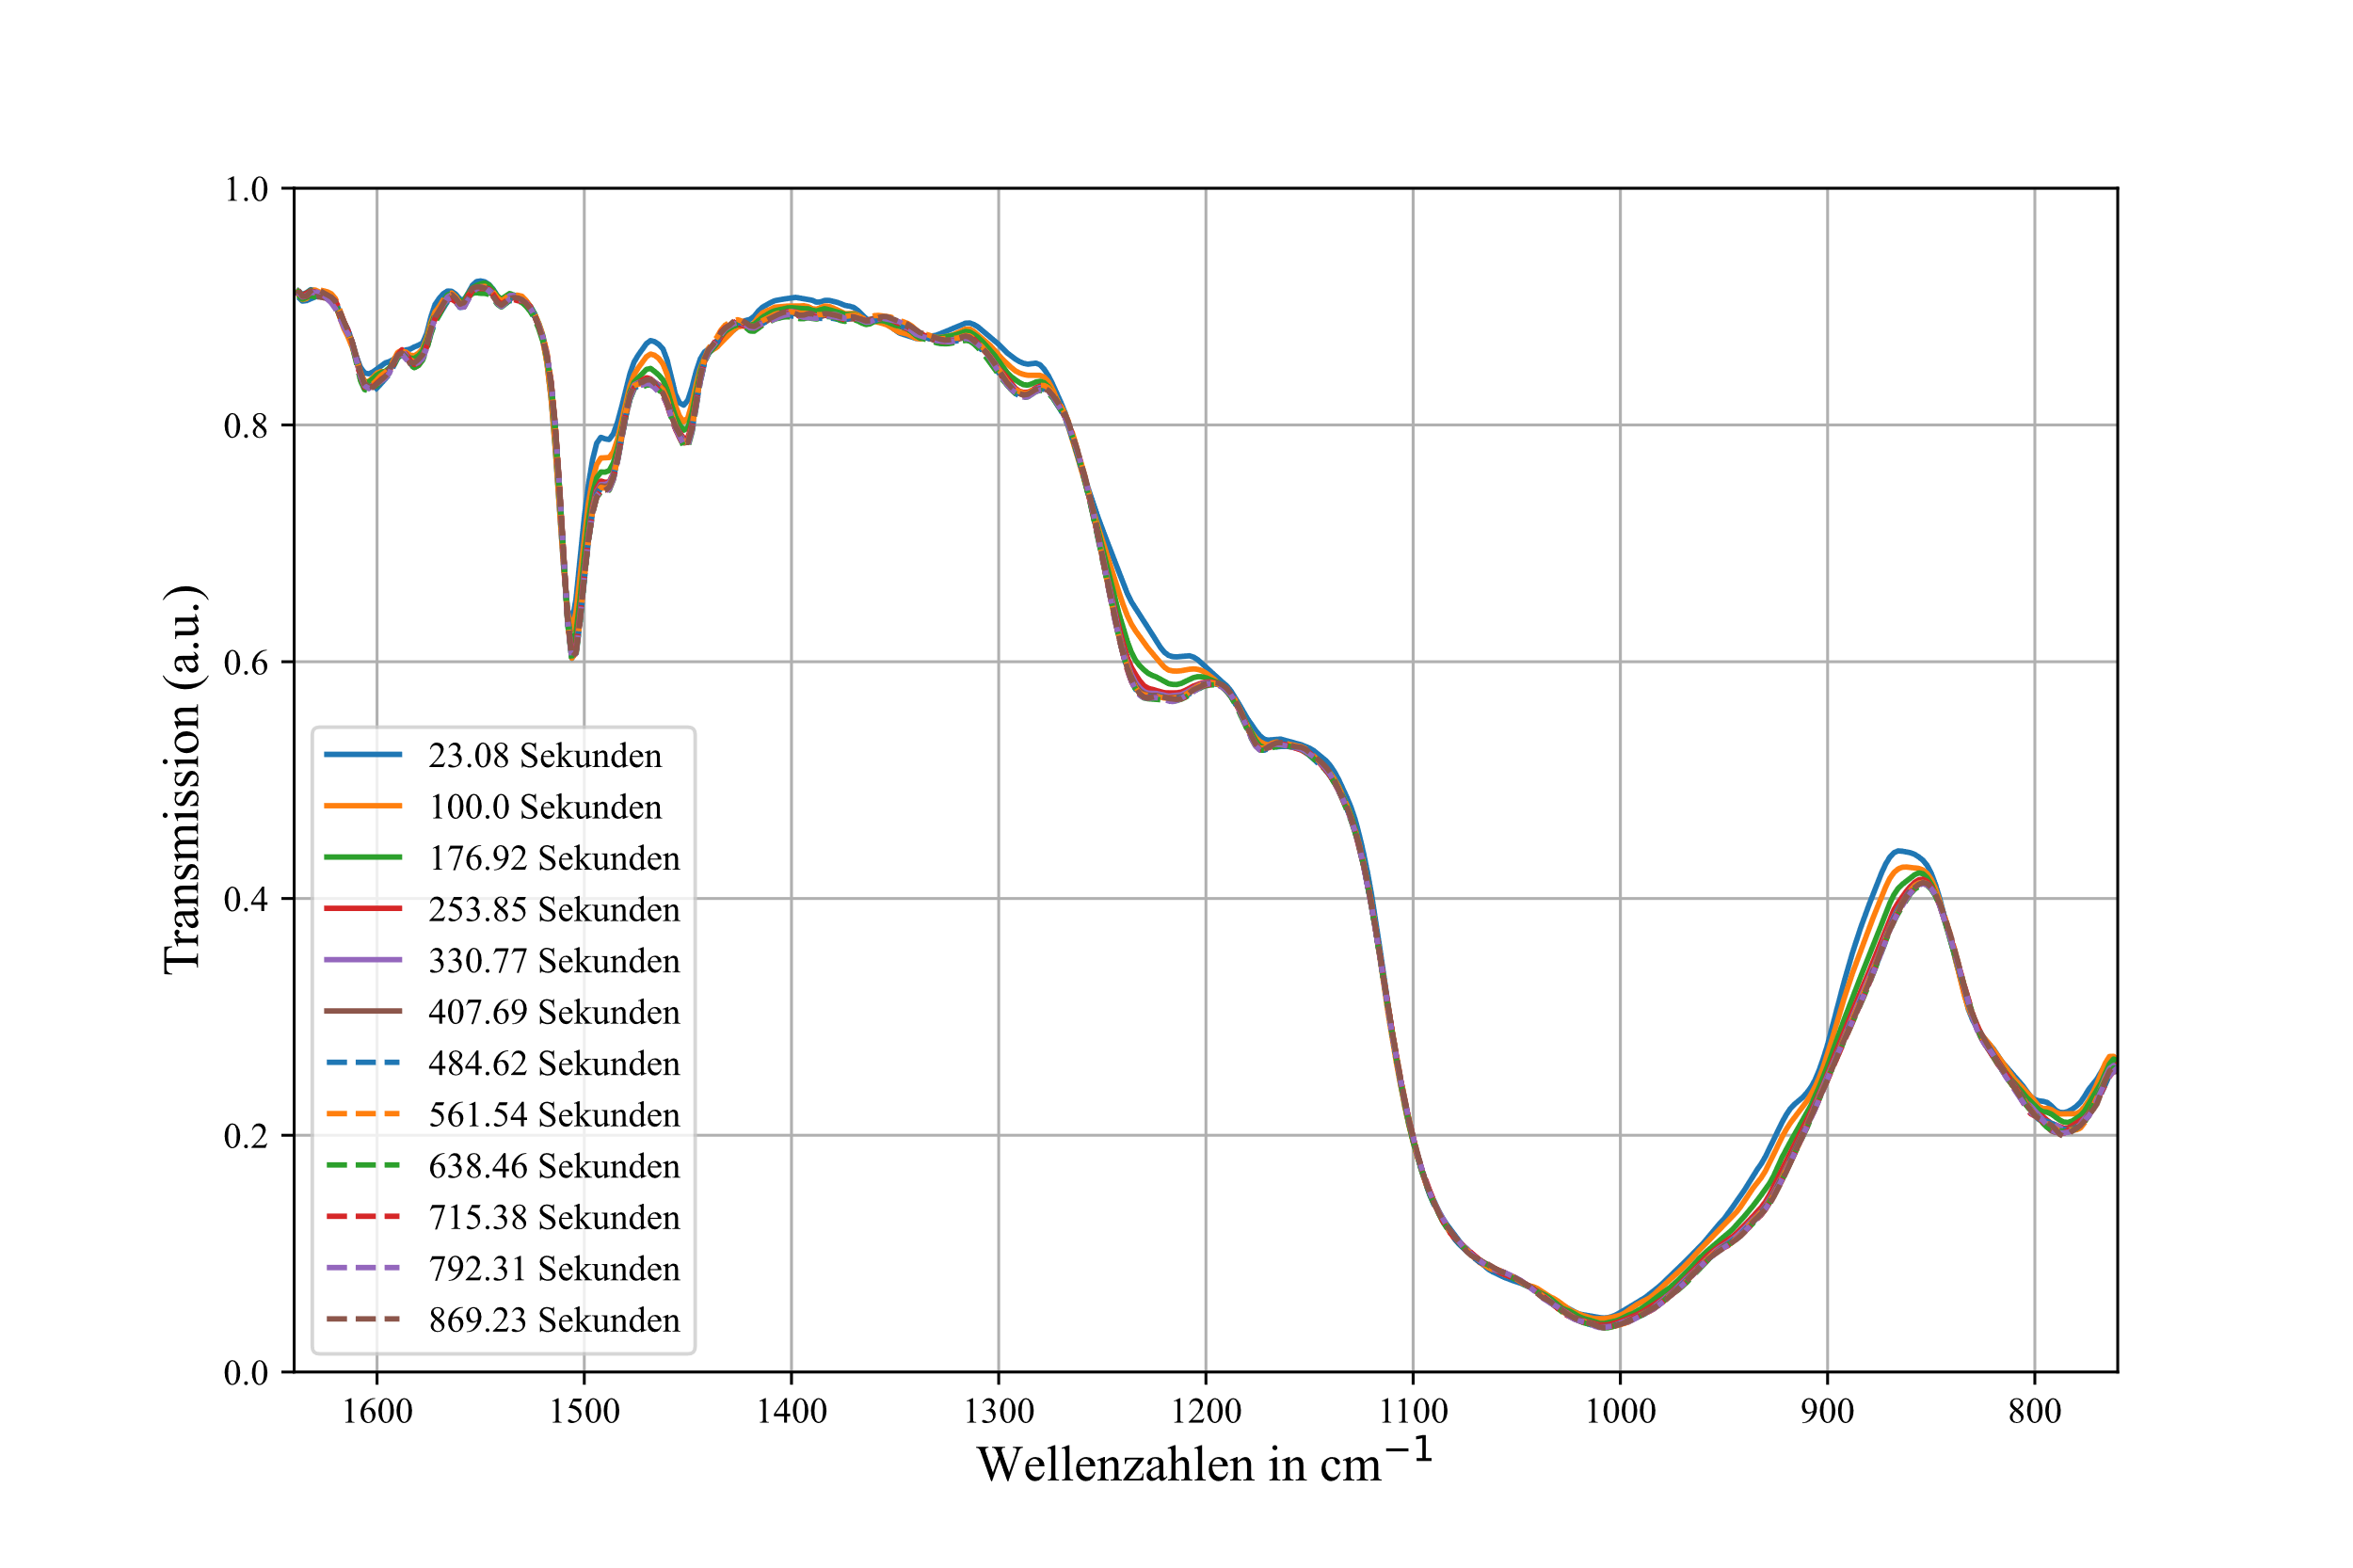 1.0
0.8
0.6
0.4
0.2
0.0
Transmission (a.u.)
23.08 Sekunden
100.0 Sekunden
176.92 Sekunden
253.85 Sekunden
330.77 Sekunden
407.69 Sekunden
484.62 Sekunden
561.54 Sekunden
638.46 Sekunden
715.38 Sekunden
792.31 Sekunden
869.23 Sekunden
1600 1500 1400 1300 1200 1100 1000 900 800
Wellenzahlen in cm⁻¹